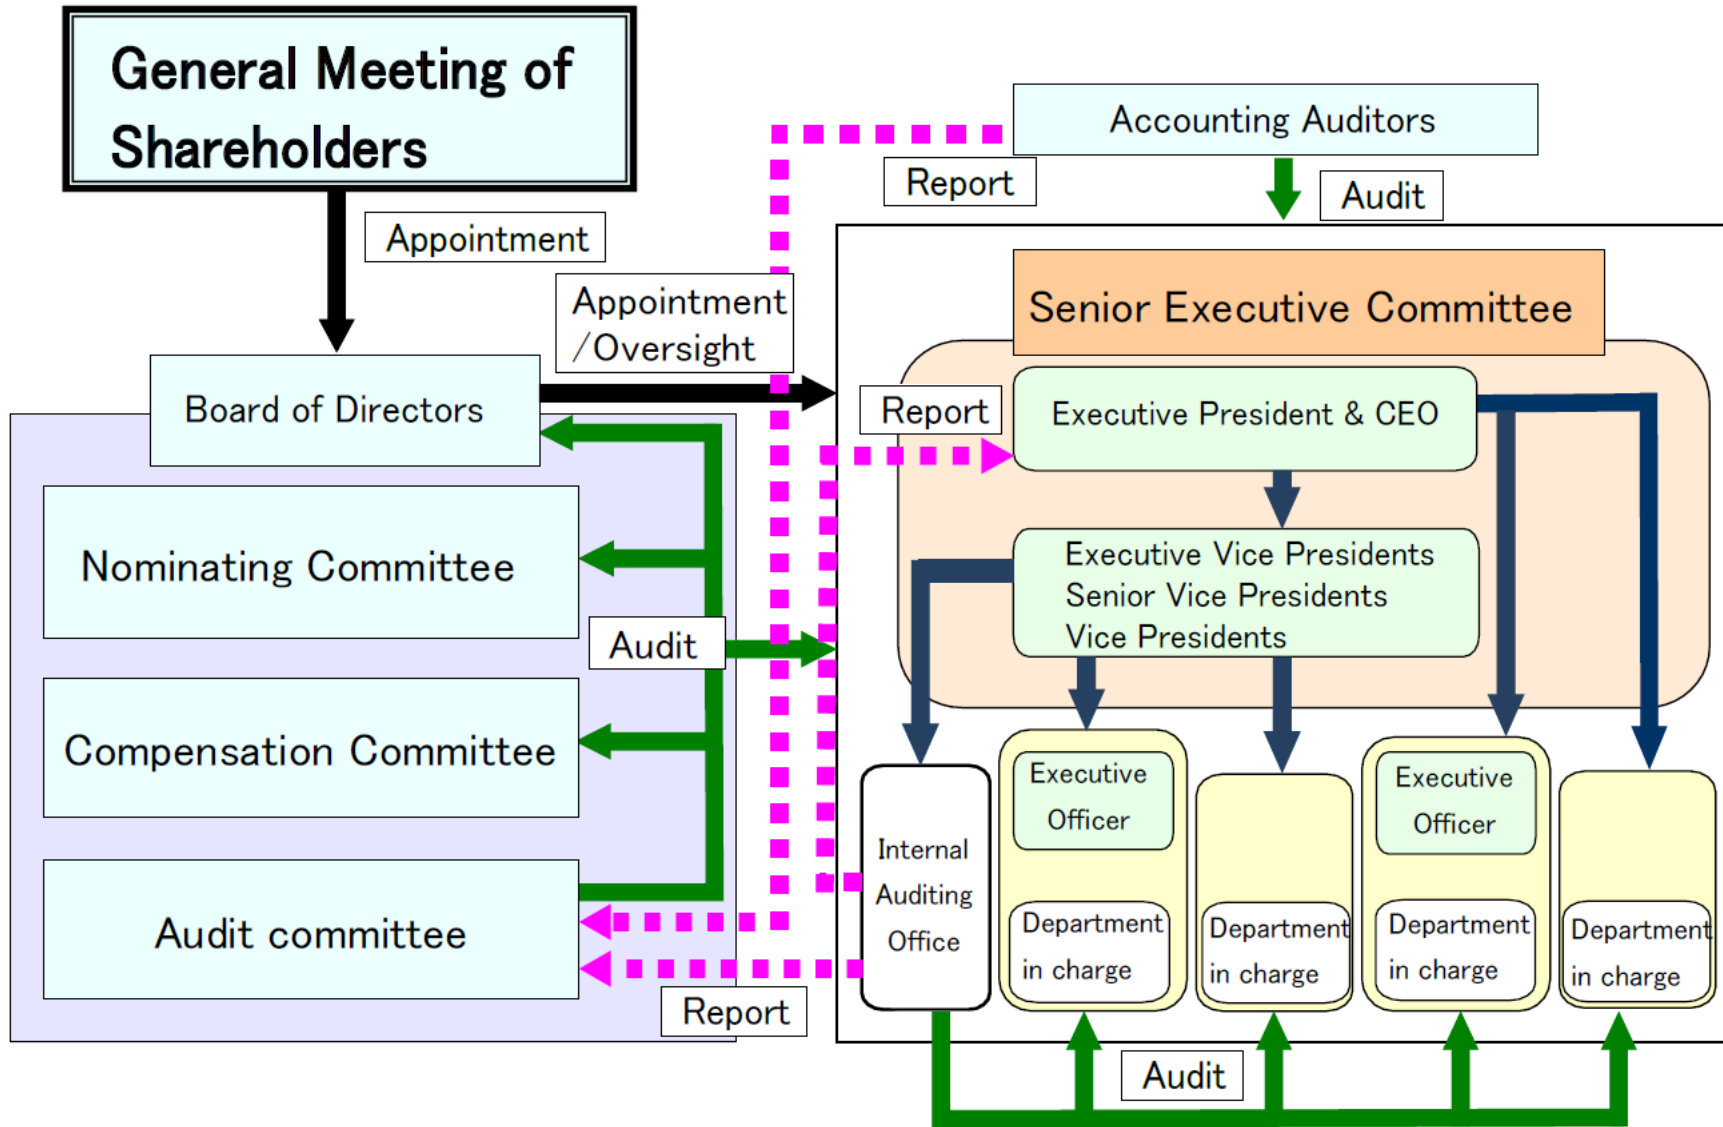 General Meeting of
Shareholders
Accounting Auditors
Report
Audit
Appointment
Appointment
/Oversight
Senior Executive Committee
Board of Directors
Report
Executive President & CEO
Nominating Committee
Executive Vice Presidents
Senior Vice Presidents
Vice Presidents
Audit
Compensation Committee
Audit committee
Report
Internal
Auditing
Office
Executive
Officer
Department
in charge
Department
in charge
Executive
Officer
Department
in charge
Department
in charge
Audit